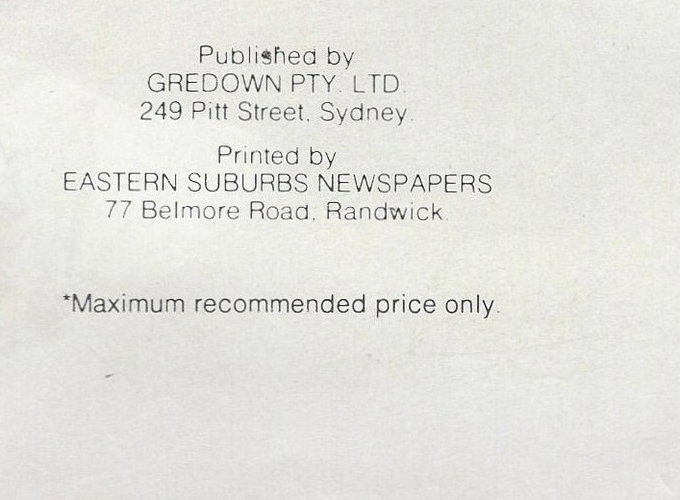 Published by
GREDOWN PTY. LTD.
249 Pitt Street, Sydney.
Printed by
EASTERN SUBURBS NEWSPAPERS
77 Belmore Road, Randwick.
*Maximum recommended price only.